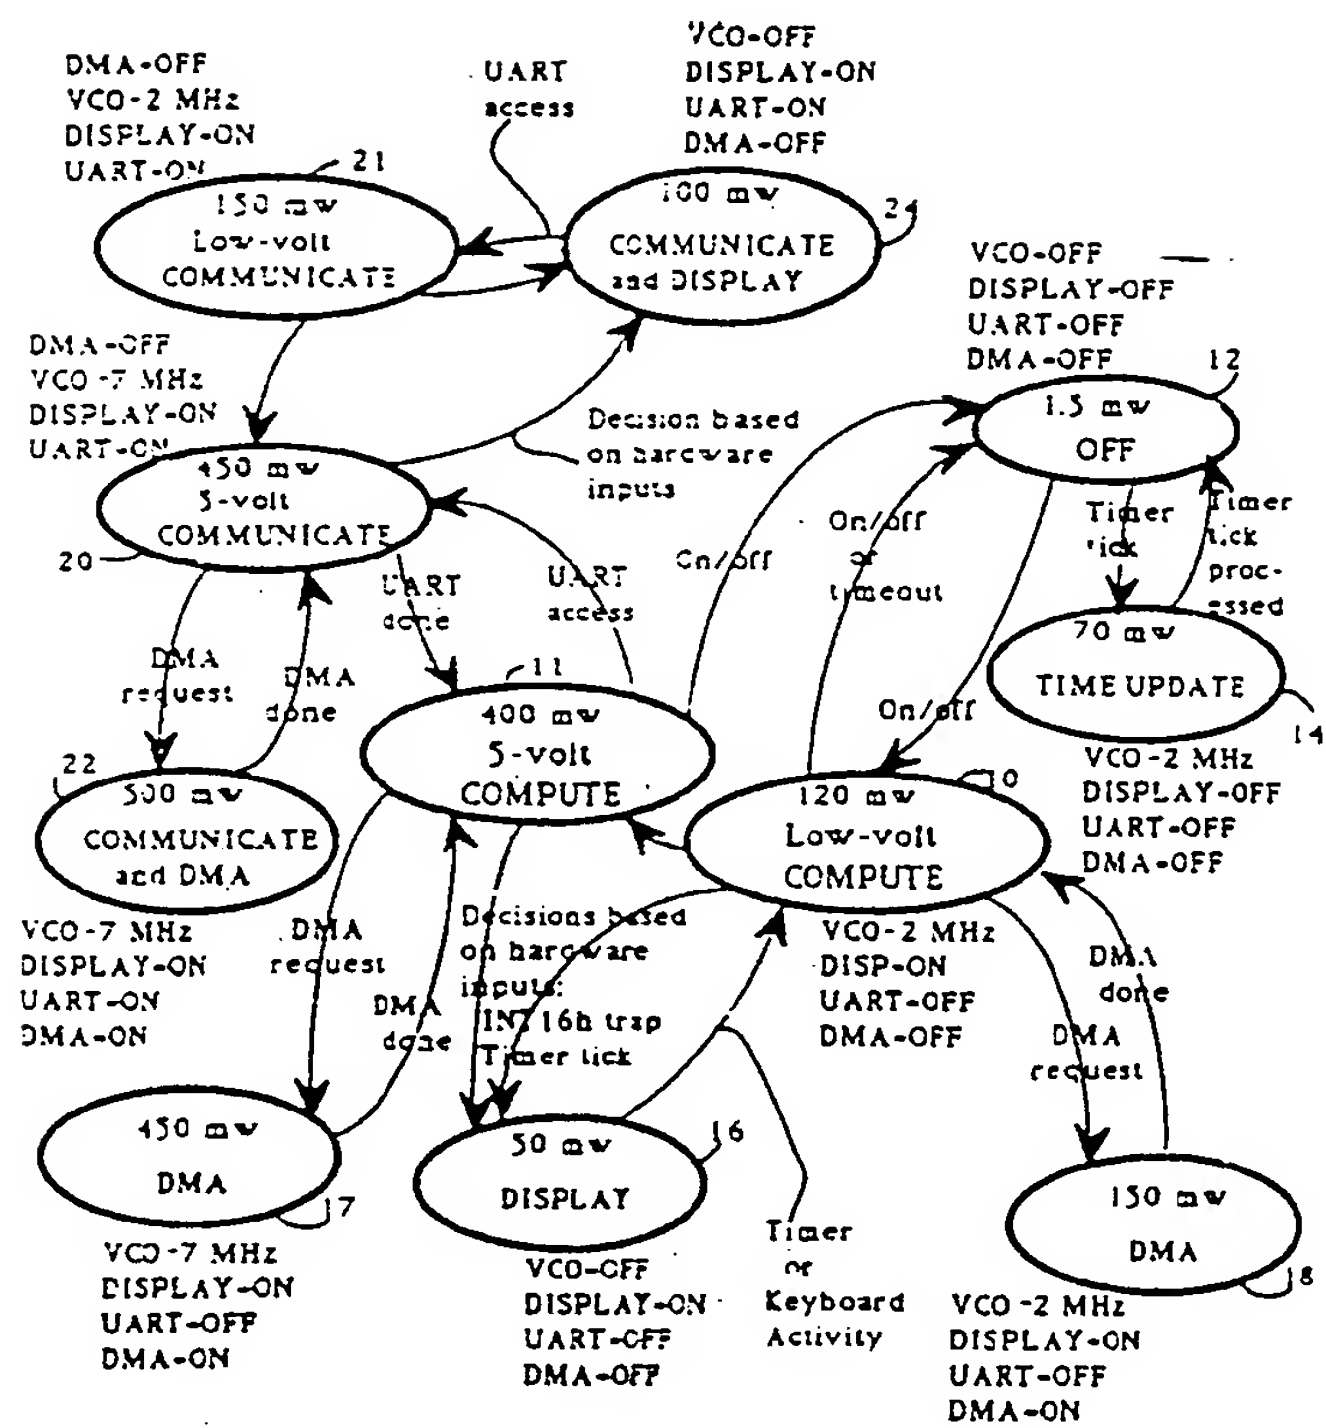 DMA-OFF
VCO-2 MHz
DISPLAY-ON
UART-ON
21
150 mw
Low-volt
COMMUNICATE
UART
access
VCO-OFF
DISPLAY-ON
UART-ON
DMA-OFF
100 mw
24
COMMUNICATE
and DISPLAY
VCO-OFF
DISPLAY-OFF
UART-OFF
DMA-OFF
12
1.5 mw
OFF
DMA-OFF
VCO-7 MHz
DISPLAY-ON
UART-ON
450 mw
5-volt
COMMUNICATE
20
Decision based
on hardware
inputs
On/off
On/off
or
timeout
Timer
tick
Timer
tick
proc-
essed
UART
done
UART
access
DMA
request
DMA
done
70 mw
TIME UPDATE
14
VCO-2 MHz
DISPLAY-OFF
UART-OFF
DMA-OFF
On/off
11
400 mw
5-volt
COMPUTE
22
500 mw
COMMUNICATE
and DMA
VCO-7 MHz
DISPLAY-ON
UART-ON
DMA-ON
10
120 mw
Low-volt
COMPUTE
VCO-2 MHz
DISP-ON
UART-OFF
DMA-OFF
DMA
request
DMA
done
Decisions based
on hardware
inputs:
INT 16h trap
Timer tick
DMA
done
DMA
request
450 mw
DMA
17
VCO-7 MHz
DISPLAY-ON
UART-OFF
DMA-ON
50 mw
DISPLAY
16
VCO-OFF
DISPLAY-ON
UART-OFF
DMA-OFF
Timer
or
Keyboard
Activity
150 mw
DMA
18
VCO-2 MHz
DISPLAY-ON
UART-OFF
DMA-ON